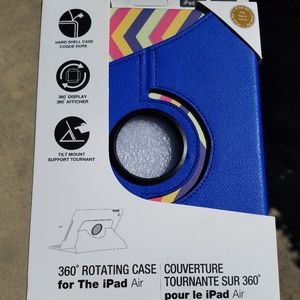 iPad
HARD SHELL CASE
COQUE DURE
360° DISPLAY
360° AFFICHER
TILT MOUNT
SUPPORT TOURNANT
360° ROTATING CASE
for The iPad Air
COUVERTURE
TOURNANTE SUR 360°
pour le iPad Air